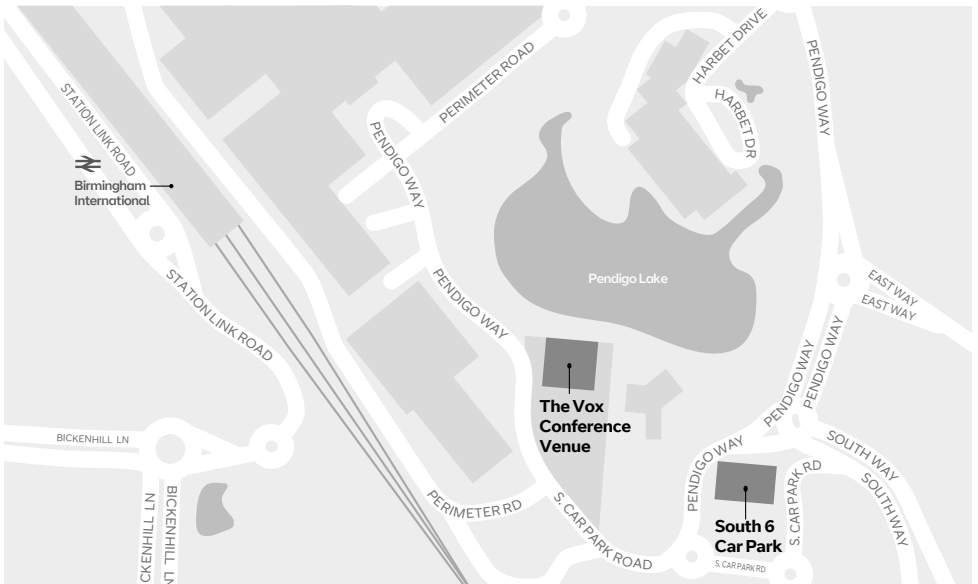 HARBET DRIVE
PERIMETER ROAD
PENDIGO WAY
STATION LINK ROAD
HARBET DR
PENDIGO WAY
Birmingham
International
Pendigo Lake
EAST WAY
EAST WAY
STATION LINK ROAD
PENDIGO WAY
PENDIGO WAY
PENDIGO WAY
The Vox
Conference
Venue
BICKENHILL LN
PENDIGO WAY
SOUTH WAY
SOUTH WAY
S. CAR PARK RD
PERIMETER RD
S. CAR PARK ROAD
South 6
Car Park
S. CAR PARK RD
CKENHILL LN
BICKENHILL LN